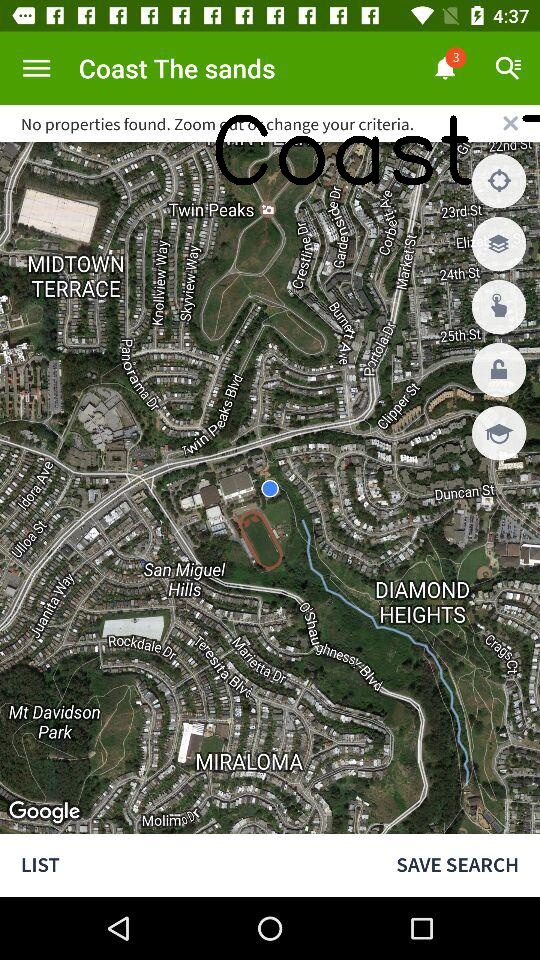 4:37
Coast The sands
3
No properties found. Zoom out or change your criteria.
Coast T
22nd St
Twin Peaks
23rd St
Corbett Ave
Market St
Crestline Dr
24th St
MIDTOWN
TERRACE
Knollview Way
Skyview Way
Burnett Ave
Portola Dr
25th St
Panorama Dr
Twin Peaks Blvd
Clipper St
Idora Ave
Duncan St
Ulloa St
San Miguel
Hills
Juanita Way
DIAMOND
HEIGHTS
O'Shaughnessy Blvd
Rockdale Dr
Teresita Blvd
Marietta Dr
Crags Ct
Mt Davidson
Park
MIRALOMA
Google
Molimo Dr
LIST
SAVE SEARCH